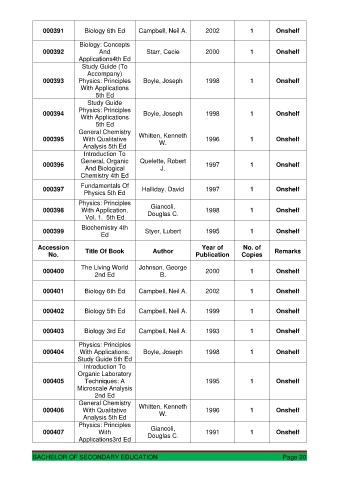 000391 Biology 6th Ed Campbell, Neil A. 2002 1 Onshelf
000392 Biology: Concepts And Applications4th Ed Starr, Cecie 2000 1 Onshelf
000393 Study Guide (To Accompany) Physics: Principles With Applications 5th Ed Boyle, Joseph 1998 1 Onshelf
000394 Study Guide Physics: Principles With Applications 5th Ed Boyle, Joseph 1998 1 Onshelf
000395 General Chemistry With Qualitative Analysis 5th Ed Whitten, Kenneth W. 1996 1 Onshelf
000396 Introduction To General, Organic And Biological Chemistry 4th Ed Quelette, Robert J. 1997 1 Onshelf
000397 Fundamentals Of Physics 5th Ed Halliday, David 1997 1 Onshelf
000398 Physics: Principles With Application, Vol. 1. 5th Ed Giancoli, Douglas C. 1998 1 Onshelf
000399 Biochemistry 4th Ed Styer, Lubert 1995 1 Onshelf
Accession No. Title Of Book Author Year of Publication No. of Copies Remarks
000400 The Living World 2nd Ed Johnson, George B. 2000 1 Onshelf
000401 Biology 6th Ed Campbell, Neil A. 2002 1 Onshelf
000402 Biology 5th Ed Campbell, Neil A. 1999 1 Onshelf
000403 Biology 3rd Ed Campbell, Neil A. 1993 1 Onshelf
000404 Physics: Principles With Applications: Study Guide 5th Ed Boyle, Joseph 1998 1 Onshelf
000405 Introduction To Organic Laboratory Techniques: A Microscale Analysis 2nd Ed 1995 1 Onshelf
000406 General Chemistry With Qualitative Analysis 5th Ed Whitten, Kenneth W. 1996 1 Onshelf
000407 Physics: Principles With Applications3rd Ed Giancoli, Douglas C. 1991 1 Onshelf
BACHELOR OF SECONDARY EDUCATION Page 20